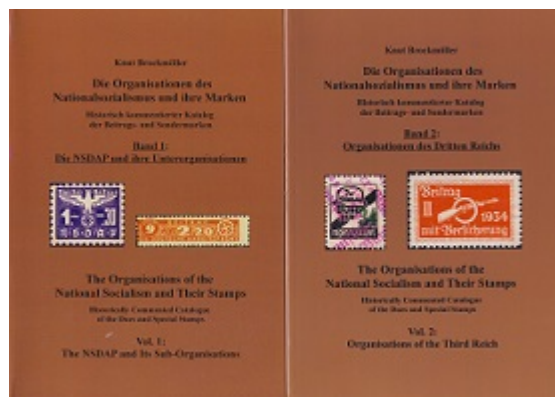 Knut Brockmüller
Die Organisationen des
Nationalsozialismus und ihre Marken
Historisch kommentierter Katalog
der Beitrags- und Sondermarken
Band 1:
Die NSDAP und ihre Unterorganisationen
1
N S D A P
9
2 20
The Organisations of the
National Socialism and Their Stamps
Historically Commented Catalogue
of the Dues and Special Stamps
Vol. 1:
The NSDAP and Its Sub-Organisations
Knut Brockmüller
Die Organisationen des
Nationalsozialismus und ihre Marken
Historisch kommentierter Katalog
der Beitrags- und Sondermarken
Band 2:
Organisationen des Dritten Reichs
Beitrag
II
1934
mit Versicherung
The Organisations of the
National Socialism and Their Stamps
Historically Commented Catalogue
of the Dues and Special Stamps
Vol. 2:
Organisations of the Third Reich